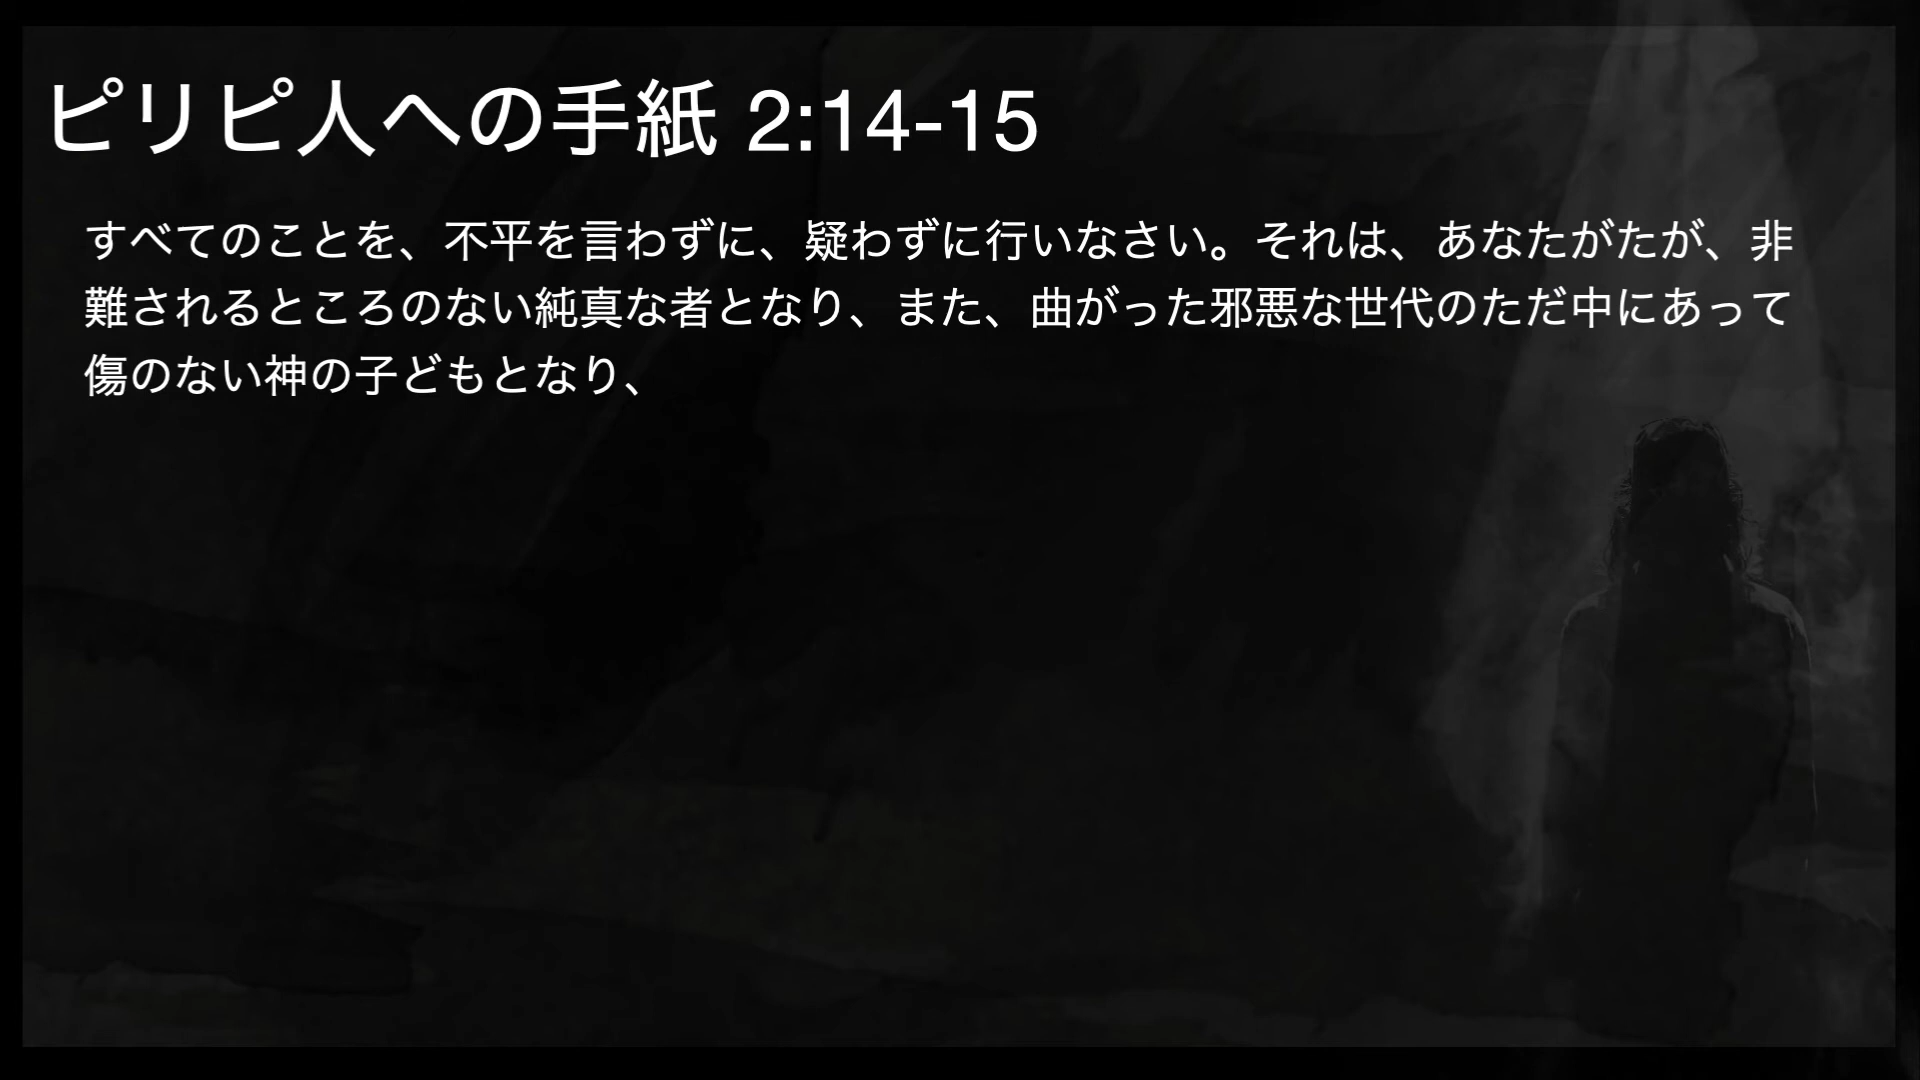 ピリピ人への手紙 2:14-15
すべてのことを、不平を言わずに、疑わずに行いなさい。それは、あなたがたが、非
難されるところのない純真な者となり、また、曲がった邪悪な世代のただ中にあって
傷のない神の子どもとなり、